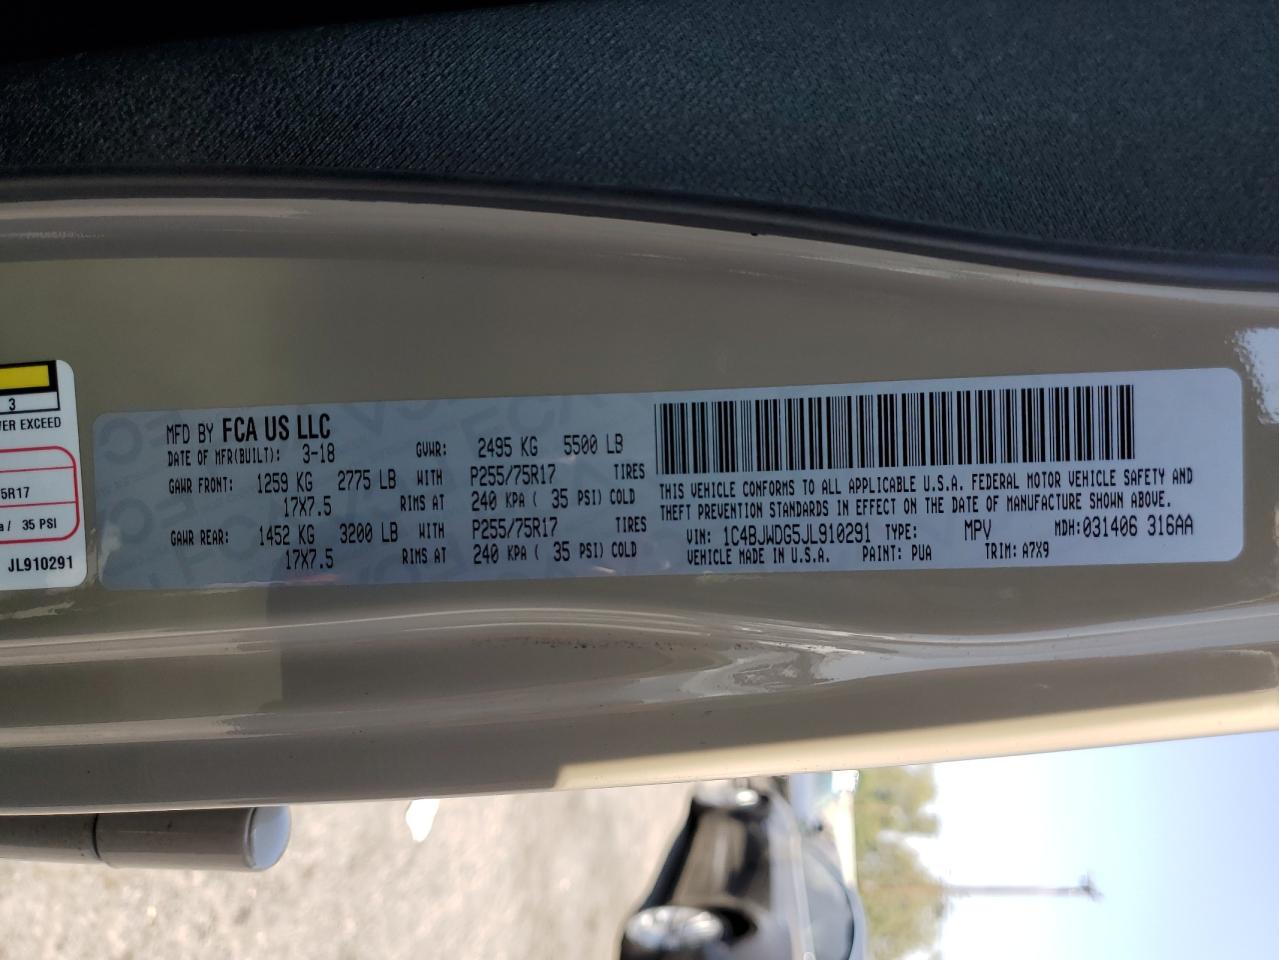 3
VER EXCEED
5R17
a / 35 PSI
JL910291
MFD BY FCA US LLC
DATE OF MFR(BUILT): 3-18 GVWR: 2495 KG 5500 LB
GAWR FRONT: 1259 KG 2775 LB WITH P255/75R17 TIRES
17X7.5 RIMS AT 240 KPA ( 35 PSI) COLD
GAWR REAR: 1452 KG 3200 LB WITH P255/75R17 TIRES
17X7.5 RIMS AT 240 KPA ( 35 PSI) COLD
THIS VEHICLE CONFORMS TO ALL APPLICABLE U.S.A. FEDERAL MOTOR VEHICLE SAFETY AND
THEFT PREVENTION STANDARDS IN EFFECT ON THE DATE OF MANUFACTURE SHOWN ABOVE.
VIN: 1C4BJWDG5JL910291 TYPE: MPV MDH: 031406 316AA
VEHICLE MADE IN U.S.A. PAINT: PUA TRIM: A7X9